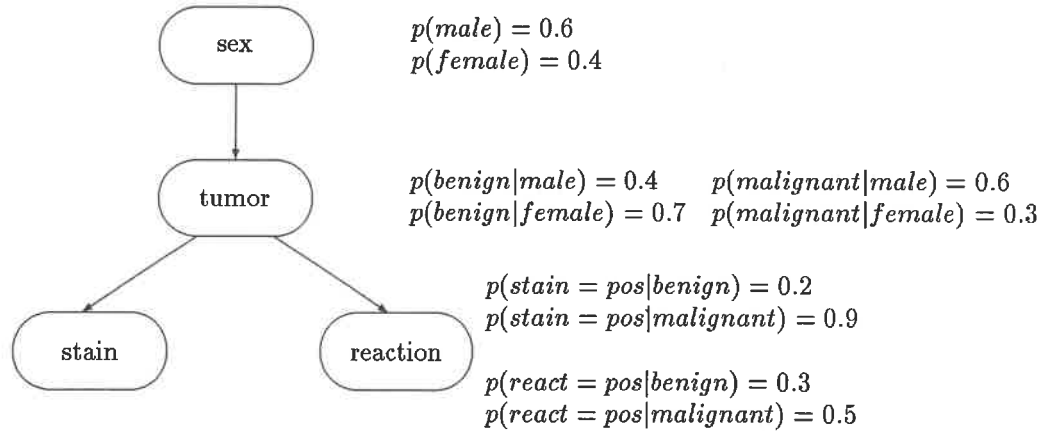 sex
p(male) = 0.6
p(female) = 0.4
tumor
p(benign|male) = 0.4 p(malignant|male) = 0.6
p(benign|female) = 0.7 p(malignant|female) = 0.3
stain
reaction
p(stain = pos|benign) = 0.2
p(stain = pos|malignant) = 0.9
p(react = pos|benign) = 0.3
p(react = pos|malignant) = 0.5